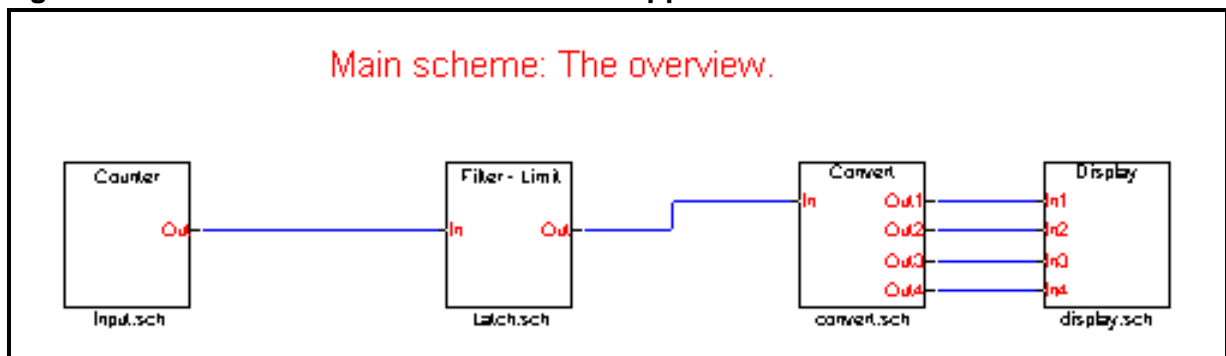 Main scheme: The overview.
Counter
Out
Input.sch
Filter - Limit
In
Out
Latch.sch
Convert
In
Out1
Out2
Out3
Out4
convert.sch
Display
In1
In2
In3
In4
display.sch